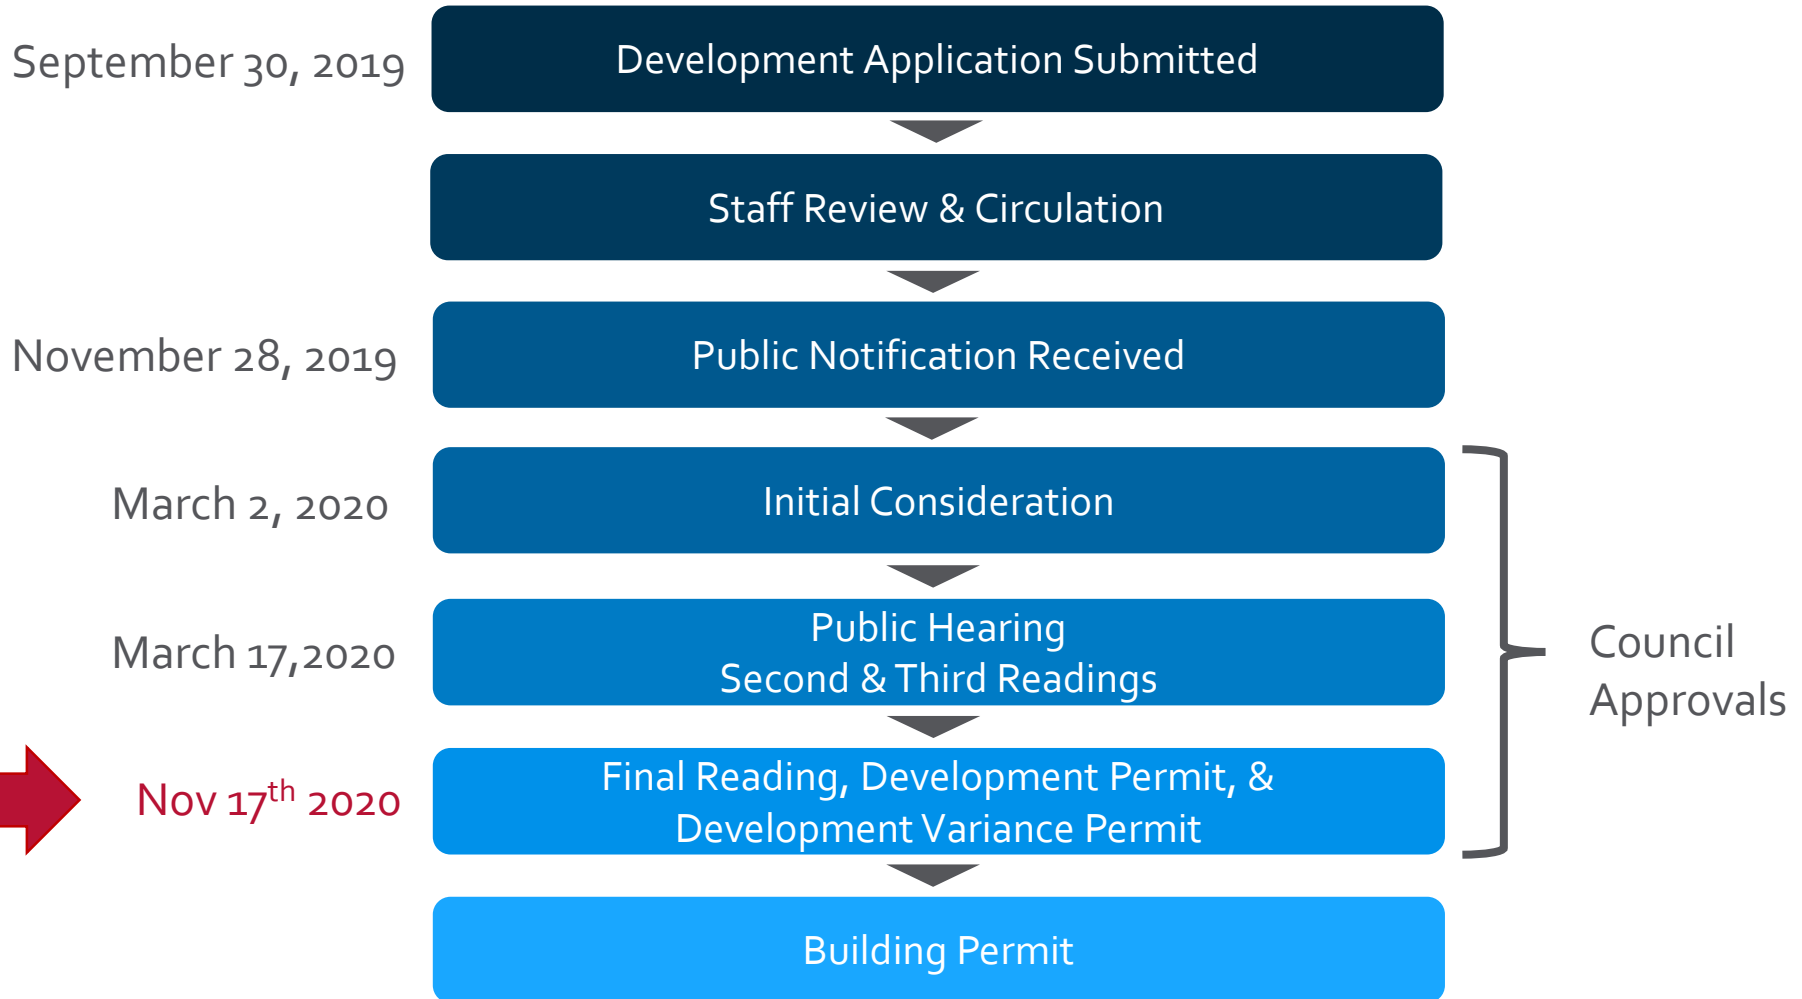 September 30, 2019
Development Application Submitted
Staff Review & Circulation
November 28, 2019
Public Notification Received
March 2, 2020
Initial Consideration
March 17,2020
Public Hearing
Second & Third Readings
Council
Approvals
Nov 17th 2020
Final Reading, Development Permit, &
Development Variance Permit
Building Permit